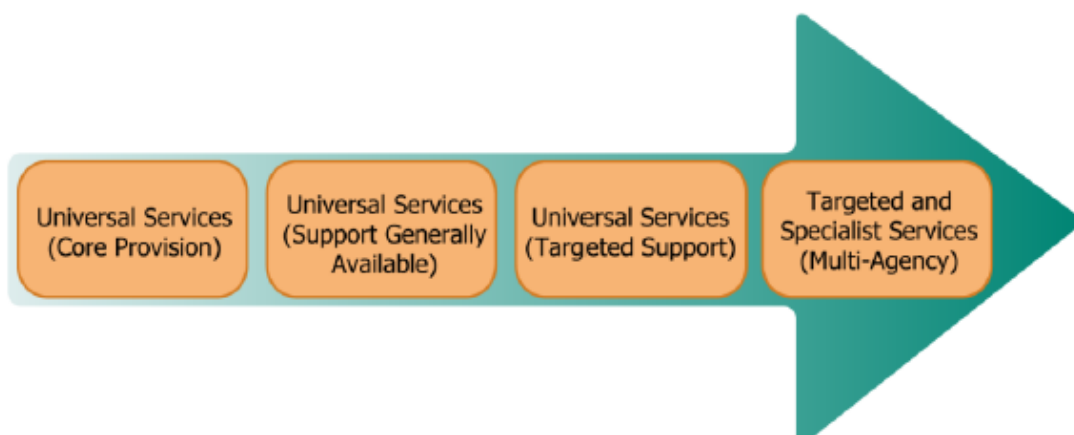 Universal Services
(Core Provision)
Universal Services
(Support Generally
Available)
Universal Services
(Targeted Support)
Targeted and
Specialist Services
(Multi-Agency)